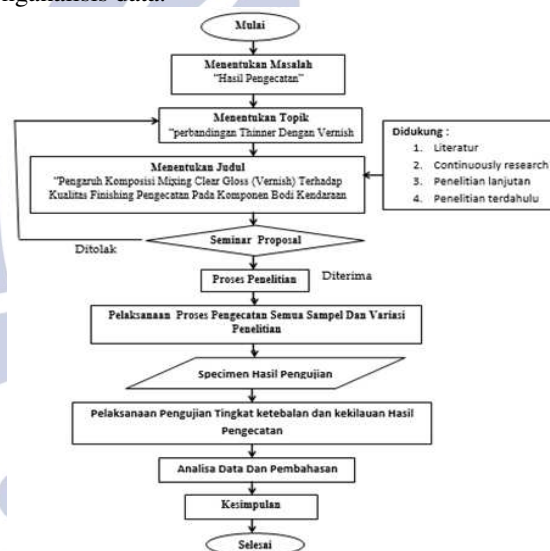 nganalisis data.
Mulai
Menentukan Masalah
"Hasil Pengecatan"
Menentukan Topik
"perbandingan Thinner Dengan Vernish
Menentukan Judul
"Pengaruh Komposisi Mixing Clear Gloss (Vernish) Terhadap
Kualitas Finishing Pengecatan Pada Komponen Bodi Kendaraan
Didukung :
1. Literatur
2. Continuously research
3. Penelitian lanjutan
4. Penelitian terdahulu
Seminar Proposal
Ditolak
Proses Penelitian
Diterima
Pelaksanaan Proses Pengecatan Semua Sampel Dan Variasi
Penelitian
Specimen Hasil Pengujian
Pelaksanaan Pengujian Tingkat ketebalan dan kekilauan Hasil
Pengecatan
Analisa Data Dan Pembahasan
Kesimpulan
Selesai